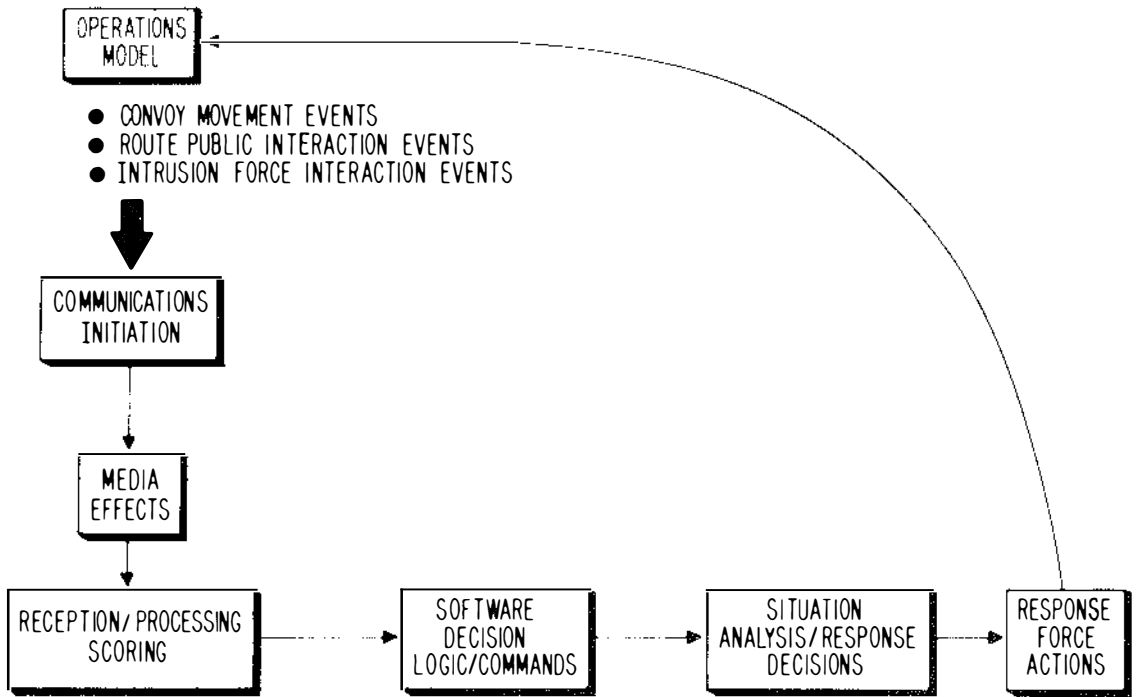 OPERATIONS
MODEL
● CONVOY MOVEMENT EVENTS
● ROUTE PUBLIC INTERACTION EVENTS
● INTRUSION FORCE INTERACTION EVENTS
COMMUNICATIONS
INITIATION
MEDIA
EFFECTS
RECEPTION/PROCESSING
SCORING
SOFTWARE
DECISION
LOGIC/COMMANDS
SITUATION
ANALYSIS/RESPONSE
DECISIONS
RESPONSE
FORCE
ACTIONS